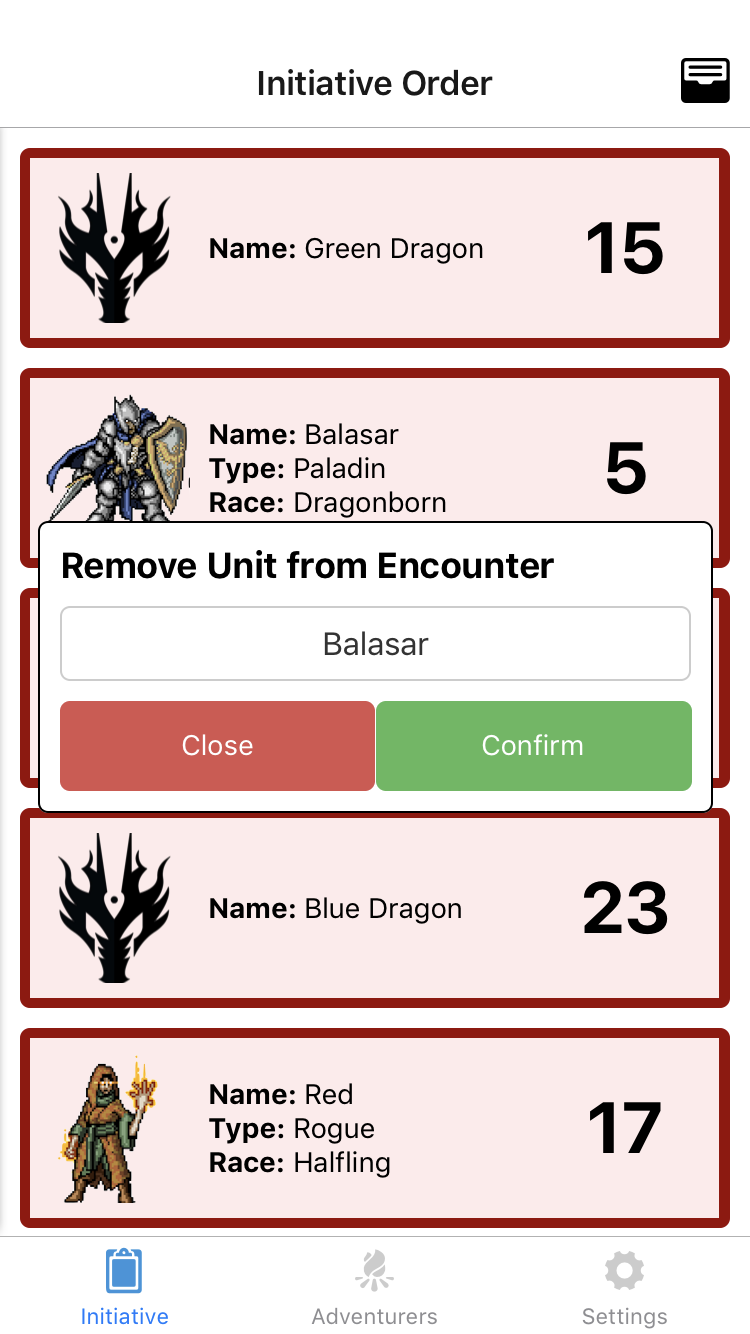 Initiative Order
Name: Green Dragon
15
Name: Balasar
Type: Paladin
Race: Dragonborn
5
Remove Unit from Encounter
Balasar
Close
Confirm
Name: Blue Dragon
23
Name: Red
Type: Rogue
Race: Halfling
17
Initiative
Adventurers
Settings